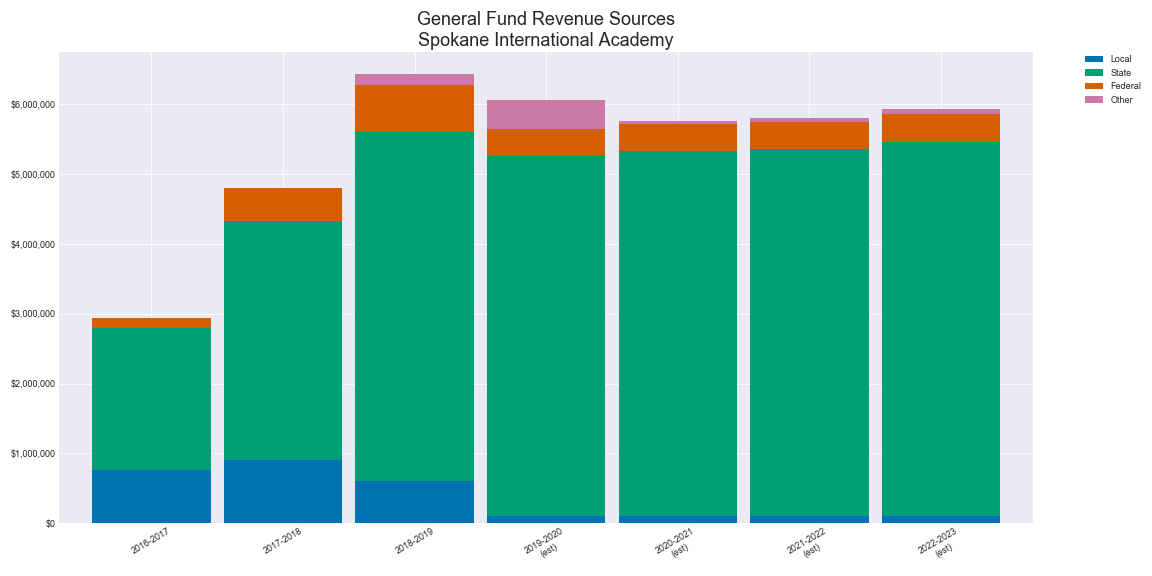 General Fund Revenue Sources
Spokane International Academy
Local
State
Federal
Other
$6,000,000
$5,000,000
$4,000,000
$3,000,000
$2,000,000
$1,000,000
$0
2016-2017
2017-2018
2018-2019
2019-2020
(est)
2020-2021
(est)
2021-2022
(est)
2022-2023
(est)